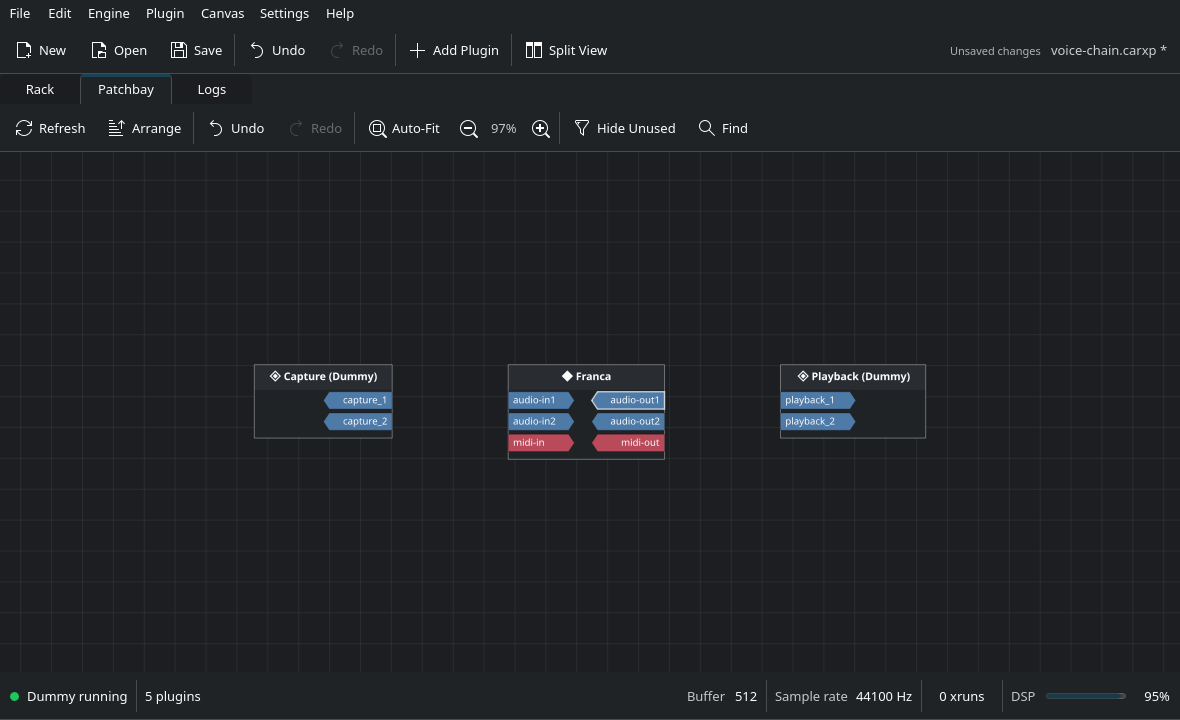 File Edit Engine Plugin Canvas Settings Help
New Open Save Undo Redo Add Plugin Split View Unsaved changes voice-chain.carxp *
Rack Patchbay Logs
Refresh Arrange Undo Redo Auto-Fit 97% Hide Unused Find
Capture (Dummy)
capture_1
capture_2
Franca
audio-in1 audio-out1
audio-in2 audio-out2
midi-in midi-out
Playback (Dummy)
playback_1
playback_2
Dummy running 5 plugins Buffer 512 Sample rate 44100 Hz 0 xruns DSP 95%